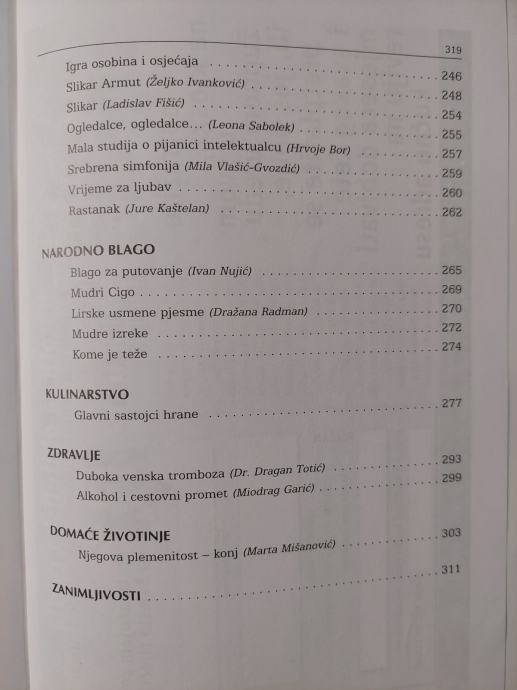 319
Igra osobina i osjećaja . . . . . . . . . . . . . . . . . . . . . . . . . . . . . . 246
Slikar Armut (Željko Ivanković) . . . . . . . . . . . . . . . . . . . . . . . . 248
Slikar (Ladislav Fišić) . . . . . . . . . . . . . . . . . . . . . . . . . . . . . . 254
Ogledalce, ogledalce... (Leona Sabolek) . . . . . . . . . . . . . . . . . . 255
Mala studija o pijanici intelektualcu (Hrvoje Bor) . . . . . . . . . . . 257
Srebrena simfonija (Mila Vlašić-Gvozdić) . . . . . . . . . . . . . . . . . 259
Vrijeme za ljubav . . . . . . . . . . . . . . . . . . . . . . . . . . . . . . . . . 260
Rastanak (Jure Kaštelan) . . . . . . . . . . . . . . . . . . . . . . . . . . . 262
NARODNO BLAGO
Blago za putovanje (Ivan Nujić) . . . . . . . . . . . . . . . . . . . . . . . 265
Mudri Cigo . . . . . . . . . . . . . . . . . . . . . . . . . . . . . . . . . . . . . 269
Lirske usmene pjesme (Dražana Radman) . . . . . . . . . . . . . . . . 270
Mudre izreke . . . . . . . . . . . . . . . . . . . . . . . . . . . . . . . . . . . . 272
Kome je teže . . . . . . . . . . . . . . . . . . . . . . . . . . . . . . . . . . . . 274
KULINARSTVO
Glavni sastojci hrane . . . . . . . . . . . . . . . . . . . . . . . . . . . . . . 277
ZDRAVLJE
Duboka venska tromboza (Dr. Dragan Totić) . . . . . . . . . . . . . . 293
Alkohol i cestovni promet (Miodrag Garić) . . . . . . . . . . . . . . . . 299
DOMAĆE ŽIVOTINJE
Njegova plemenitost – konj (Marta Mišanović) . . . . . . . . . . . . . 303
ZANIMLJIVOSTI . . . . . . . . . . . . . . . . . . . . . . . . . . . . . . . . . . 311